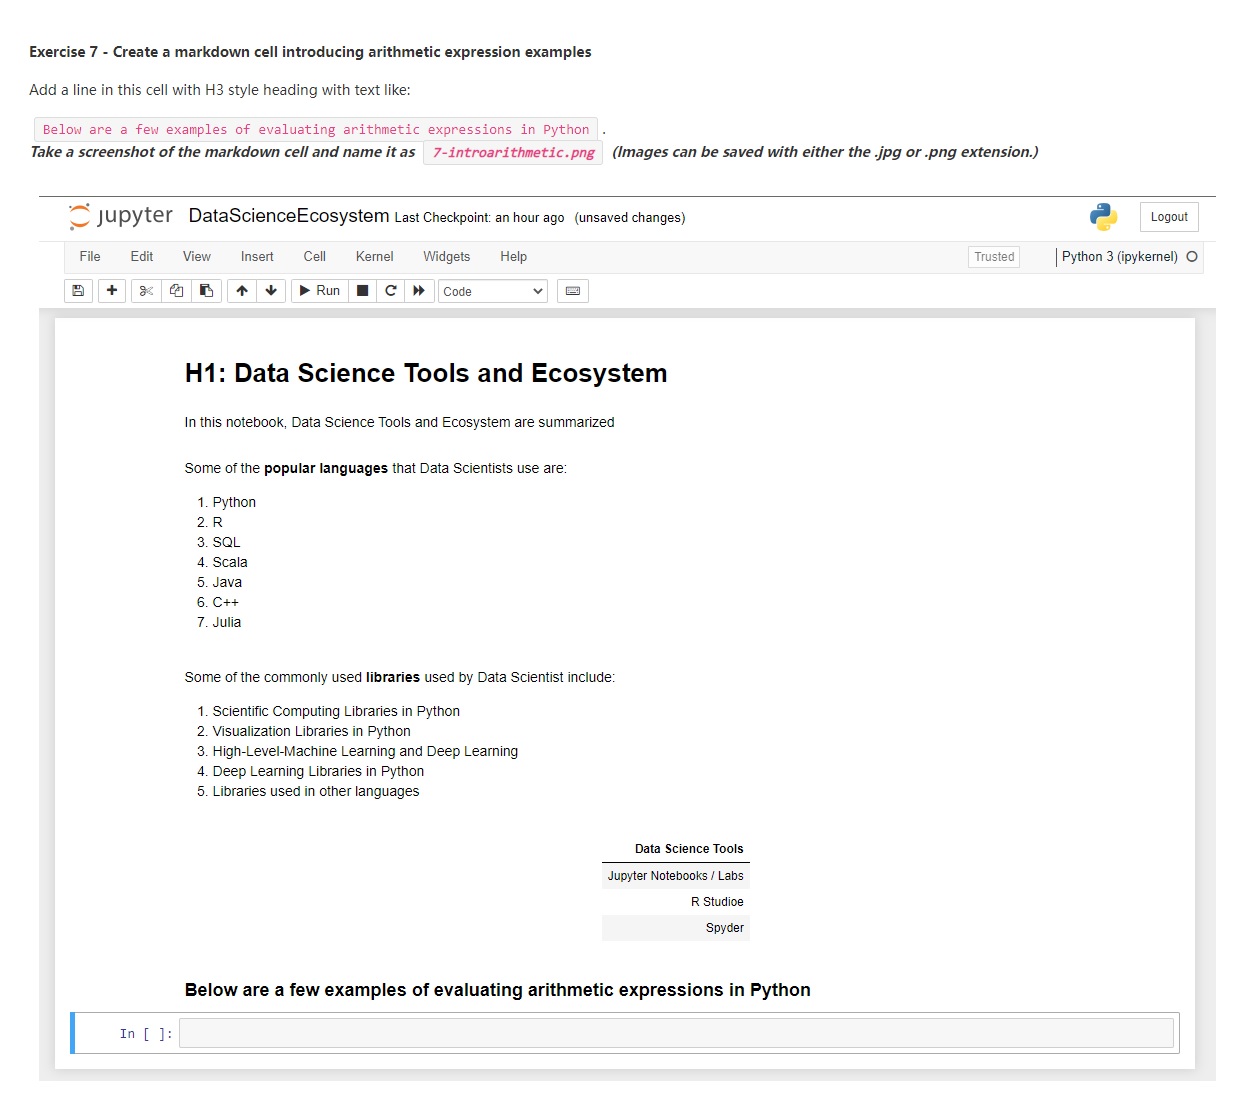 Exercise 7 - Create a markdown cell introducing arithmetic expression examples
Add a line in this cell with H3 style heading with text like:
Below are a few examples of evaluating arithmetic expressions in Python .
Take a screenshot of the markdown cell and name it as 7-introarithmetic.png (Images can be saved with either the .jpg or .png extension.)
jupyter DataScienceEcosystem Last Checkpoint: an hour ago (unsaved changes) Logout
File Edit View Insert Cell Kernel Widgets Help Trusted Python 3 (ipykernel)
Run Code
H1: Data Science Tools and Ecosystem
In this notebook, Data Science Tools and Ecosystem are summarized
Some of the popular languages that Data Scientists use are:
1. Python
2. R
3. SQL
4. Scala
5. Java
6. C++
7. Julia
Some of the commonly used libraries used by Data Scientist include:
1. Scientific Computing Libraries in Python
2. Visualization Libraries in Python
3. High-Level-Machine Learning and Deep Learning
4. Deep Learning Libraries in Python
5. Libraries used in other languages
Data Science Tools
Jupyter Notebooks / Labs
R Studioe
Spyder
Below are a few examples of evaluating arithmetic expressions in Python
In [ ]: